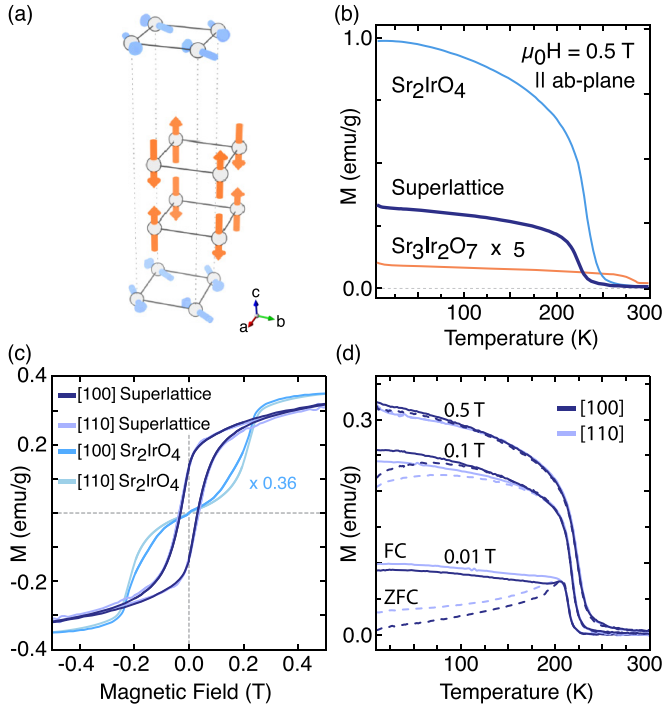 (a)
c
a
b
(b)
1.0
μ0H = 0.5 T
|| ab-plane
Sr2IrO4
Superlattice
Sr3Ir2O7 x 5
0.0
M (emu/g)
100
200
300
Temperature (K)
(c)
0.4
[100] Superlattice
[110] Superlattice
[100] Sr2IrO4
[110] Sr2IrO4
0.2
x 0.36
0.0
-0.2
-0.4
M (emu/g)
-0.4
0.0
0.4
Magnetic Field (T)
(d)
0.5 T
[100]
[110]
0.3
0.1 T
FC
0.01 T
ZFC
0.0
M (emu/g)
100
200
300
Temperature (K)